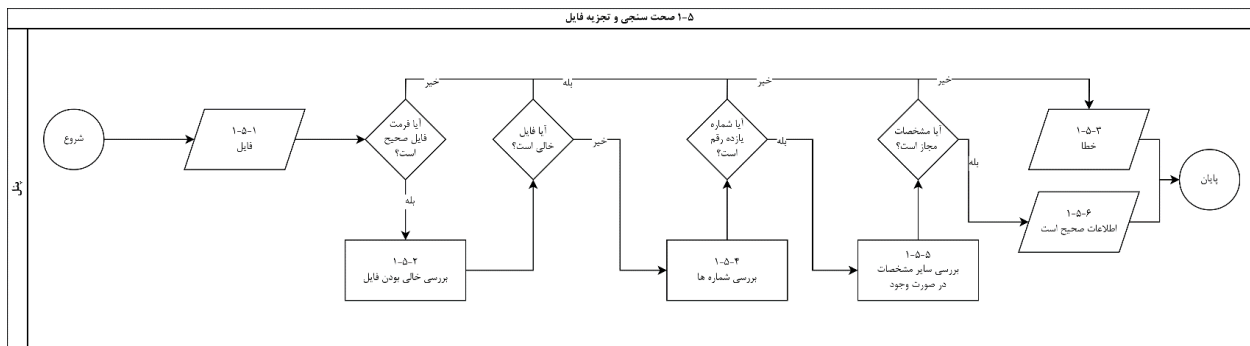 ۱-۵ صحت سنجی و تجزیه فایل
پنل
شروع
۱-۵-۱
فایل
آیا فرمت
فایل صحیح
است؟
خیر
بله
۱-۵-۲
بررسی خالی بودن فایل
آیا فایل
خالی است؟
بله
خیر
۱-۵-۴
بررسی شماره ها
آیا شماره
یازده رقم
است؟
خیر
بله
۱-۵-۵
بررسی سایر مشخصات
در صورت وجود
آیا مشخصات
مجاز است؟
خیر
بله
۱-۵-۳
خطا
۱-۵-۶
اطلاعات صحیح است
پایان